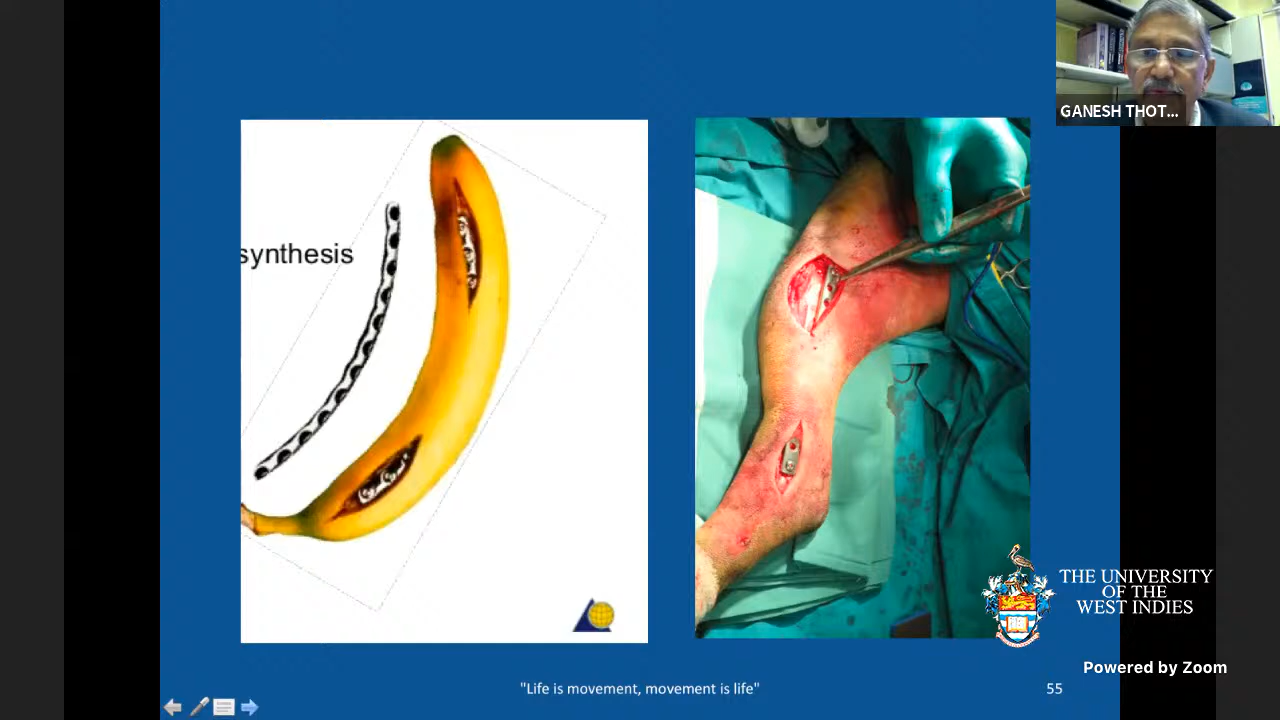 GANESH THOT...
synthesis
THE UNIVERSITY
OF THE
WEST INDIES
Powered by Zoom
"Life is movement, movement is life"
55